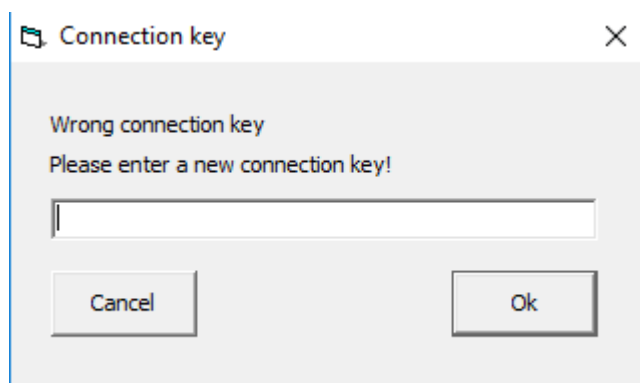 Connection key
Wrong connection key
Please enter a new connection key!
Cancel
Ok